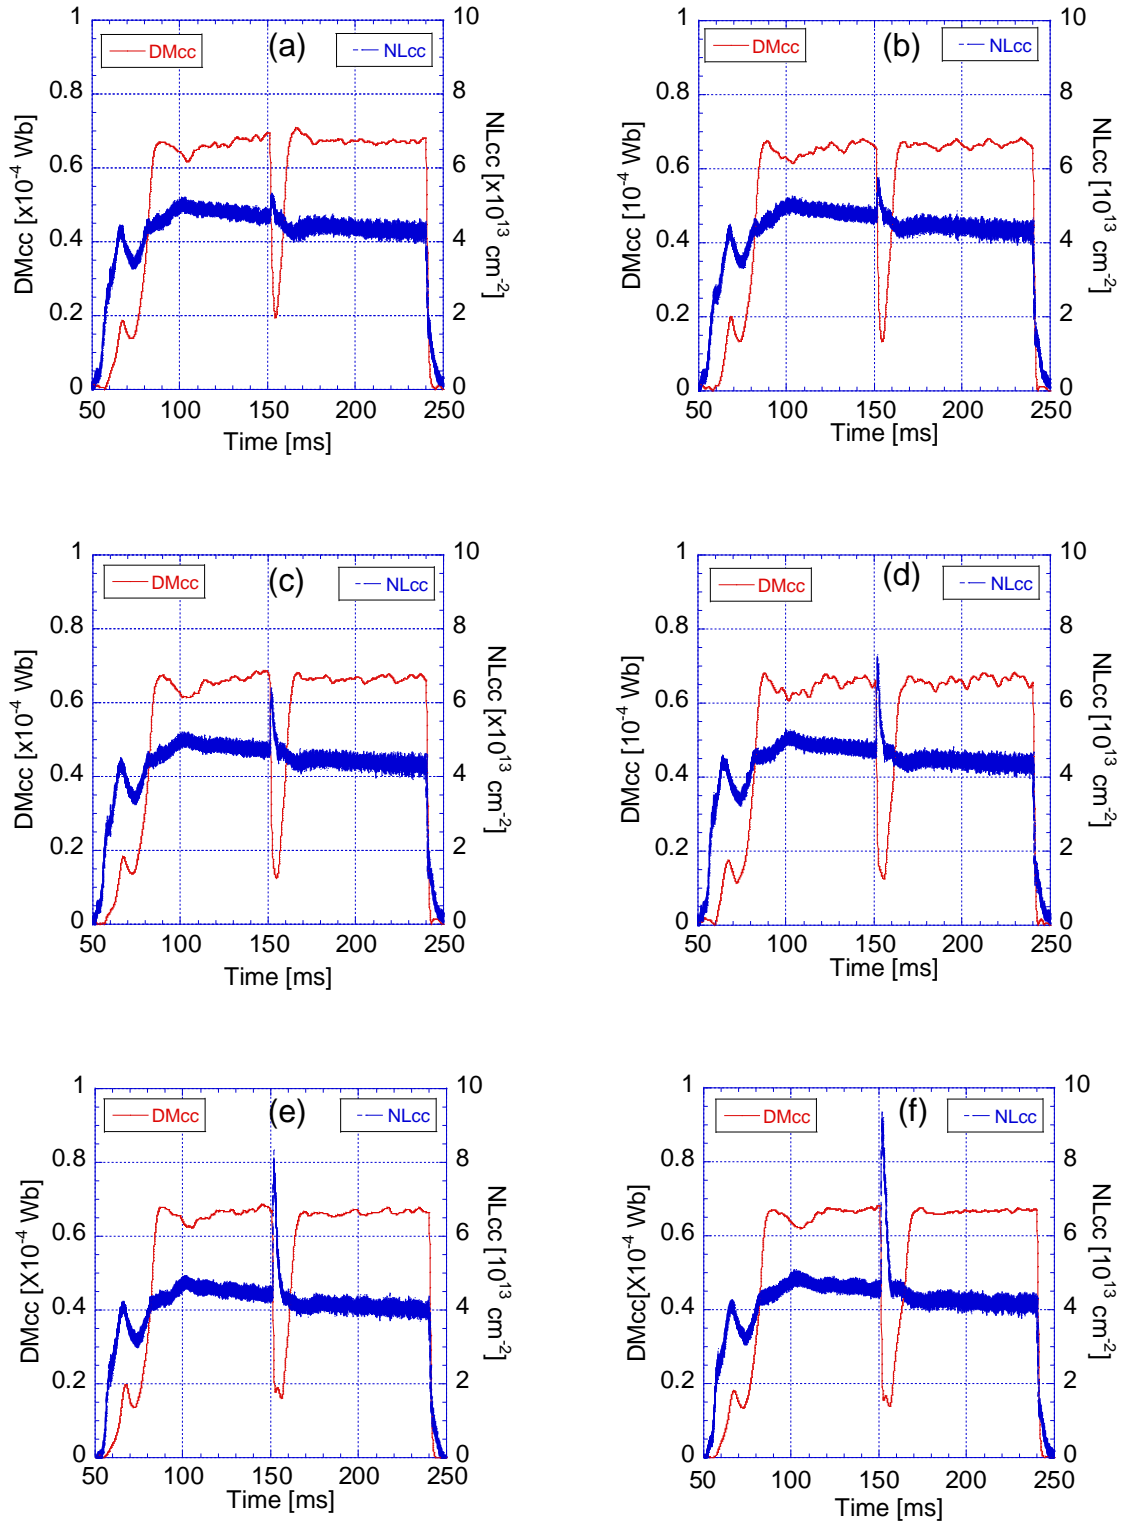 (a)
DMcc
NLcc
DMcc [x10-4 Wb]
NLcc [x1013 cm-2]
1
0.8
0.6
0.4
0.2
0
10
8
6
4
2
0
50 100 150 200 250
Time [ms]
(b)
DMcc
NLcc
DMcc [10-4 Wb]
NLcc [1013 cm-2]
1
0.8
0.6
0.4
0.2
0
10
8
6
4
2
0
50 100 150 200 250
Time [ms]
(c)
DMcc
NLcc
DMcc [x10-4 Wb]
NLcc [x1013 cm-2]
1
0.8
0.6
0.4
0.2
0
10
8
6
4
2
0
50 100 150 200 250
Time [ms]
(d)
DMcc
NLcc
DMcc [10-4 Wb]
NLcc [1013 cm-2]
1
0.8
0.6
0.4
0.2
0
10
8
6
4
2
0
50 100 150 200 250
Time [ms]
(e)
DMcc
NLcc
DMcc [X10-4 Wb]
NLcc [1013 cm-2]
1
0.8
0.6
0.4
0.2
0
10
8
6
4
2
0
50 100 150 200 250
Time [ms]
(f)
DMcc
NLcc
DMcc[X10-4 Wb]
NLcc [1013 cm-2]
1
0.8
0.6
0.4
0.2
0
10
8
6
4
2
0
50 100 150 200 250
Time [ms]